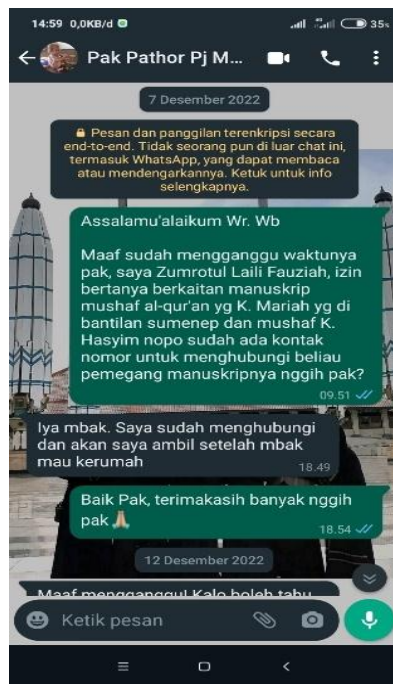 14:59 0,0KB/d 35%
Pak Pathor Pj M...
7 Desember 2022
Pesan dan panggilan terenkripsi secara
end-to-end. Tidak seorang pun di luar chat ini,
termasuk WhatsApp, yang dapat membaca
atau mendengarkannya. Ketuk untuk info
selengkapnya.
Assalamu'alaikum Wr. Wb
Maaf sudah mengganggu waktunya
pak, saya Zumrotul Laili Fauziah, izin
bertanya berkaitan manuskrip
mushaf al-qur'an yg K. Mariah yg di
bantilan sumenep dan mushaf K.
Hasyim nopo sudah ada kontak
nomor untuk menghubungi beliau
pemegang manuskripnya nggih pak?
09.51
Iya mbak. Saya sudah menghubungi
dan akan saya ambil setelah mbak
mau kerumah
18.49
Baik Pak, terimakasih banyak nggih
pak
18.54
12 Desember 2022
Maaf mengganggu! Kalo boleh tahu
Ketik pesan